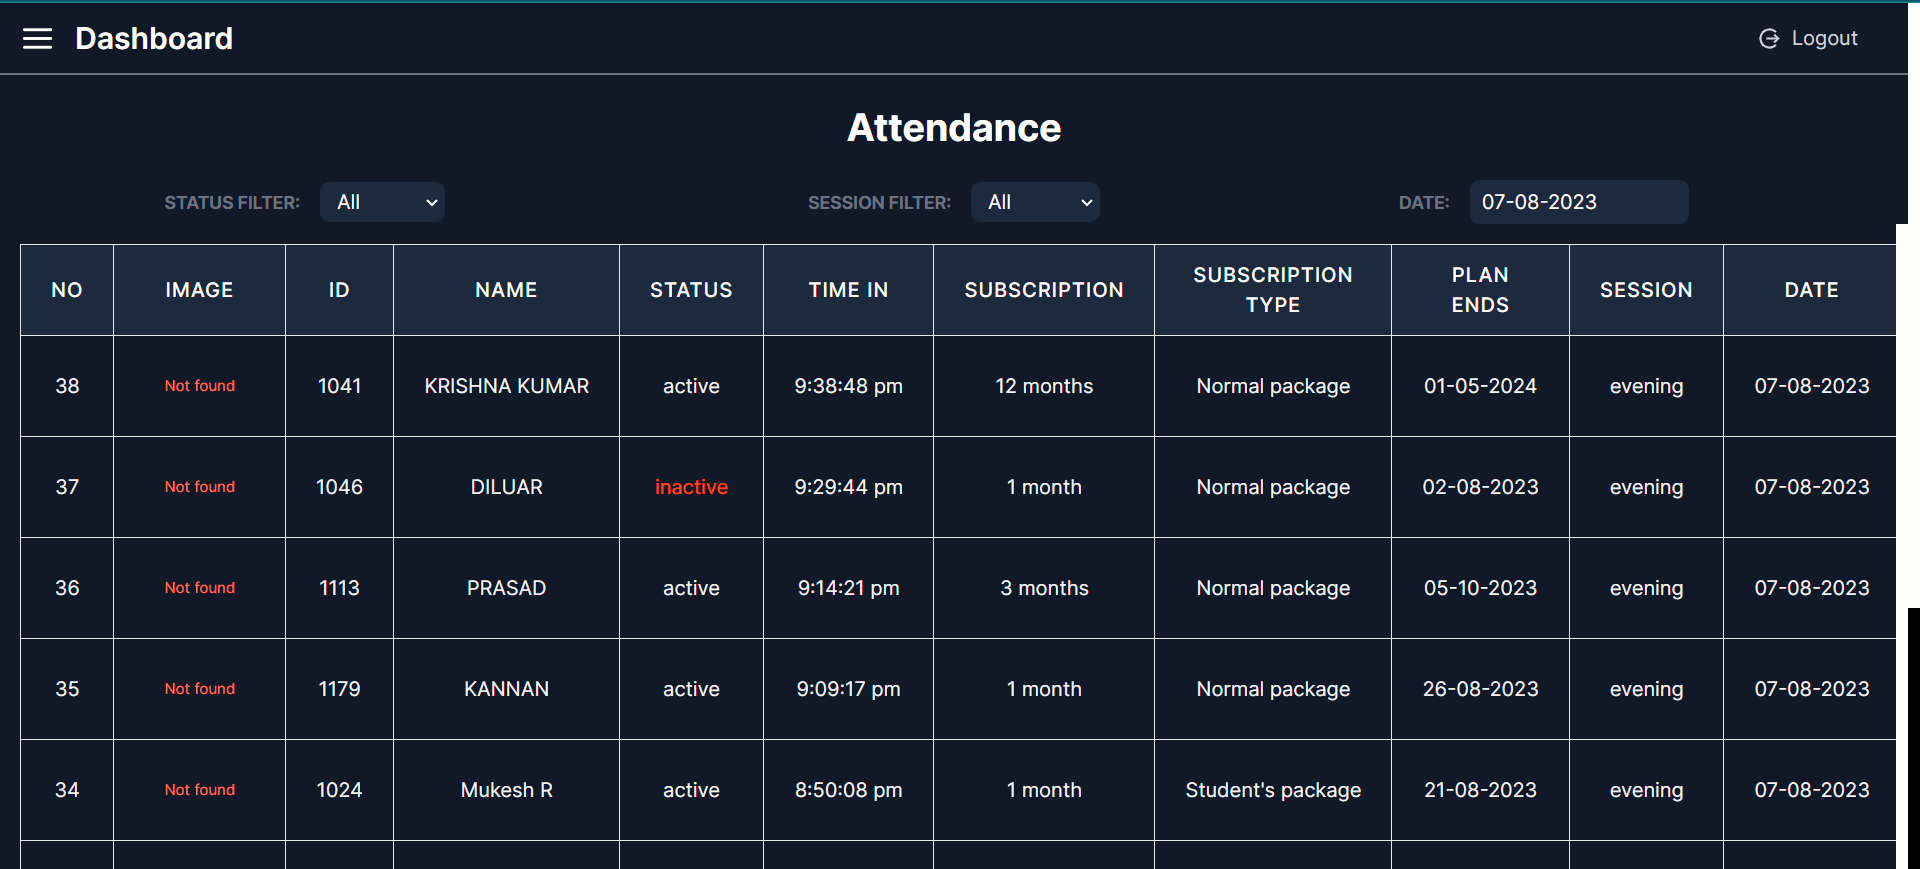 Dashboard
Logout
Attendance
STATUS FILTER: All
SESSION FILTER: All
DATE: 07-08-2023
NO IMAGE ID NAME STATUS TIME IN SUBSCRIPTION SUBSCRIPTION TYPE PLAN ENDS SESSION DATE
38 Not found 1041 KRISHNA KUMAR active 9:38:48 pm 12 months Normal package 01-05-2024 evening 07-08-2023
37 Not found 1046 DILUAR inactive 9:29:44 pm 1 month Normal package 02-08-2023 evening 07-08-2023
36 Not found 1113 PRASAD active 9:14:21 pm 3 months Normal package 05-10-2023 evening 07-08-2023
35 Not found 1179 KANNAN active 9:09:17 pm 1 month Normal package 26-08-2023 evening 07-08-2023
34 Not found 1024 Mukesh R active 8:50:08 pm 1 month Student's package 21-08-2023 evening 07-08-2023